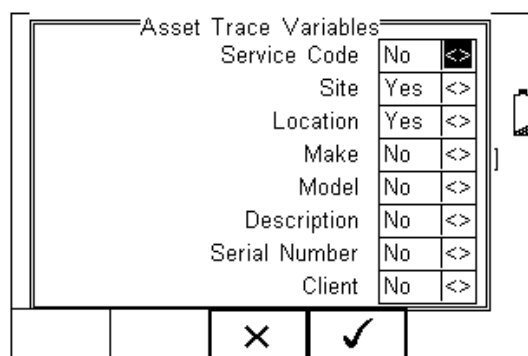 Asset Trace Variables
Service Code No <>
Site Yes <>
Location Yes <>
Make No <>
Model No <>
Description No <>
Serial Number No <>
Client No <>
]